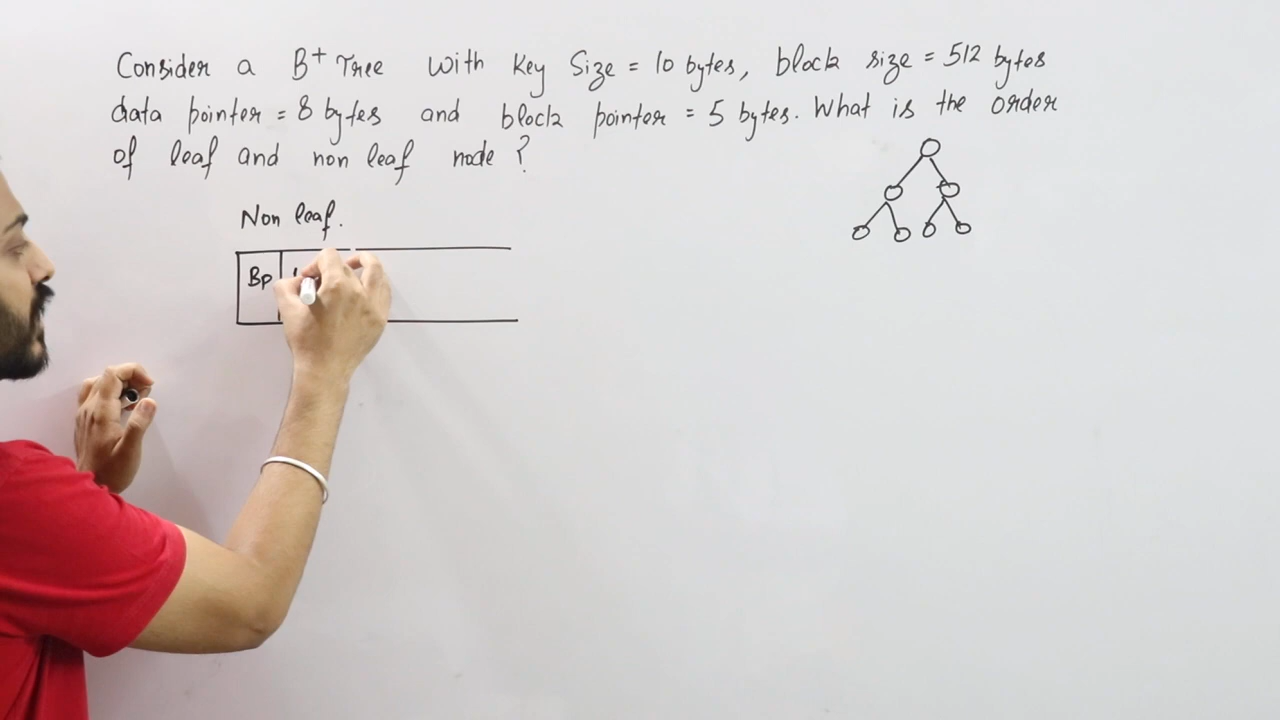 Consider a B+ Tree with Key Size = 10 bytes, block size = 512 bytes
data pointer = 8 bytes and block pointer = 5 bytes. What is the order
of leaf and non leaf node ?
Non leaf.
Bp